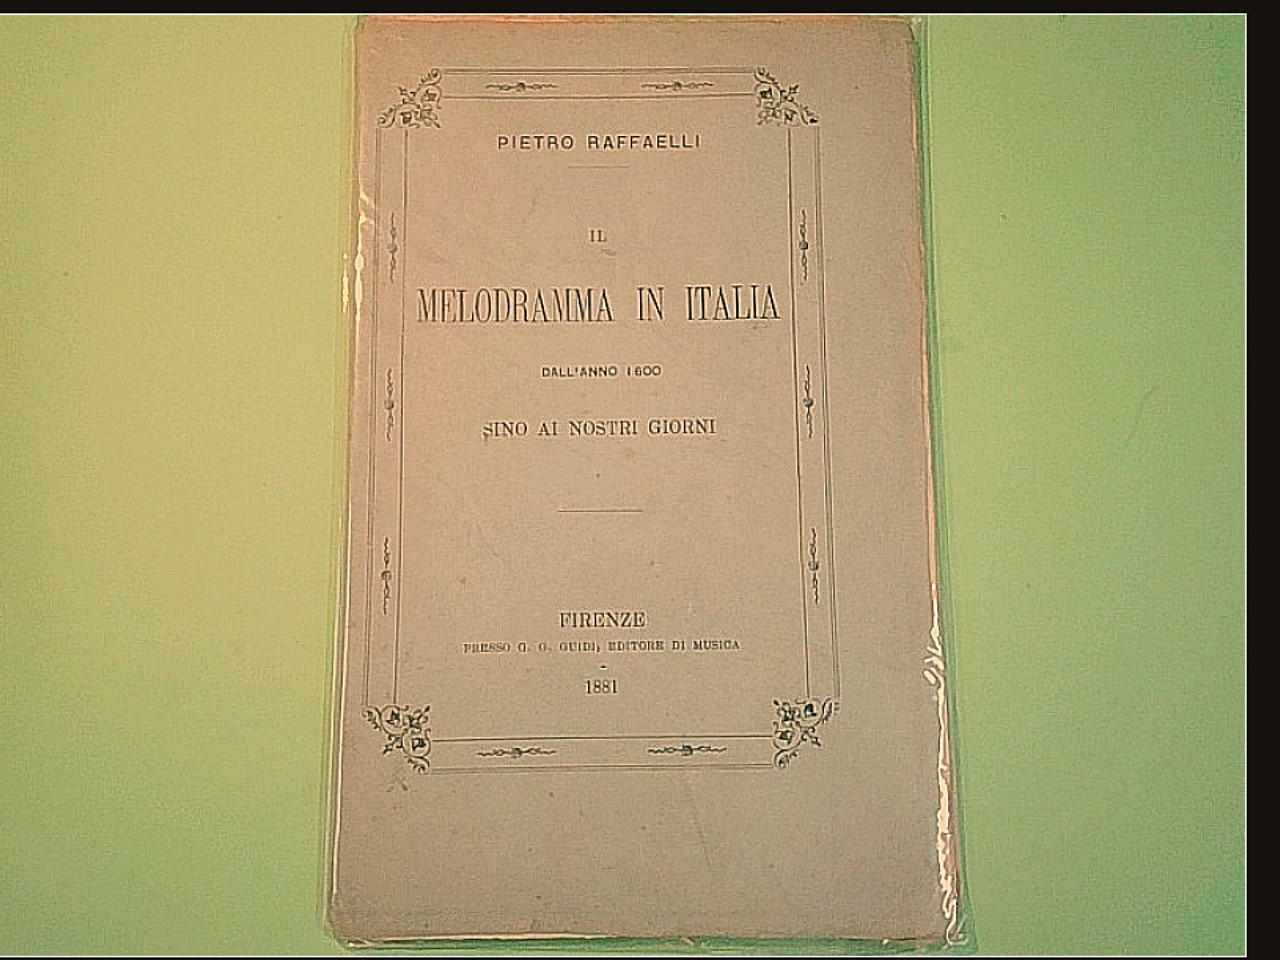 PIETRO RAFFAELLI
IL
MELODRAMMA IN ITALIA
DALL'ANNO 1600
SINO AI NOSTRI GIORNI
FIRENZE
PRESSO G. G. GUIDI, EDITORE DI MUSICA
-
1881